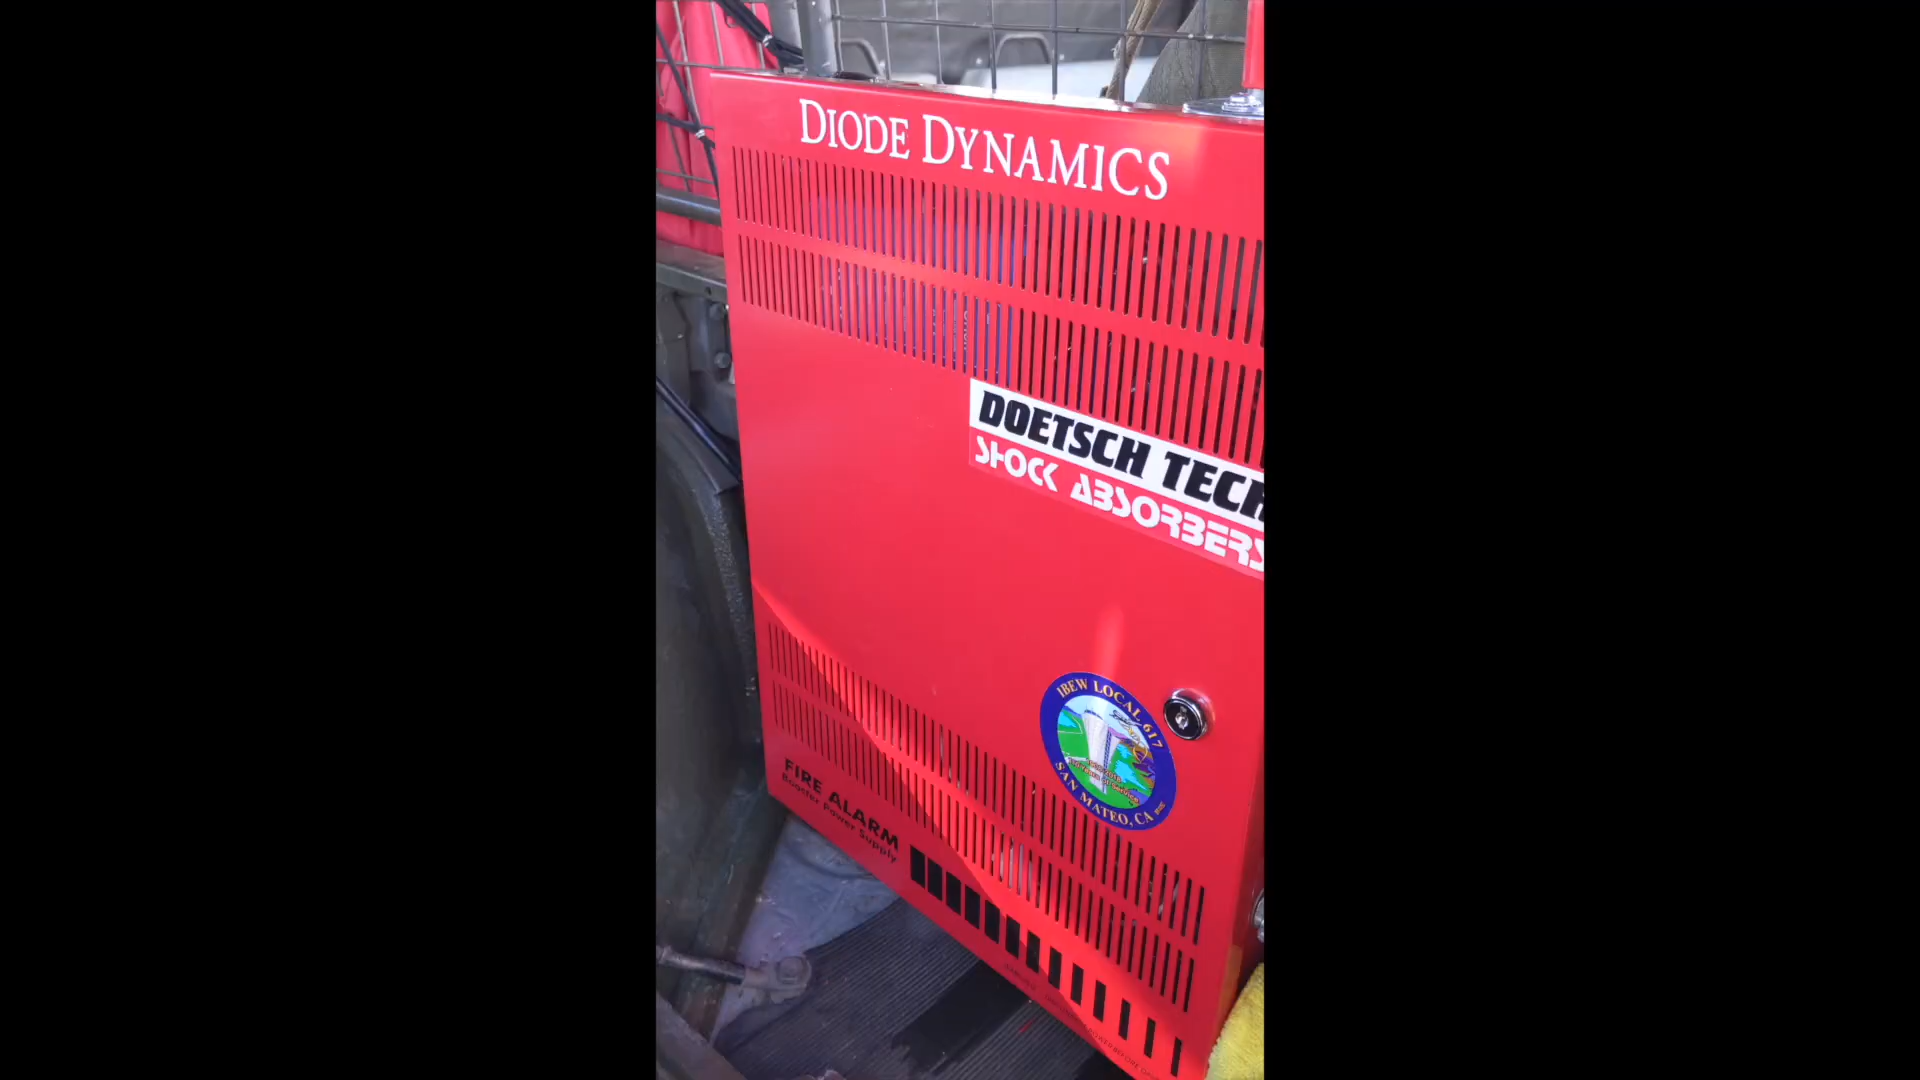 DIODE DYNAMICS
DOETSCH TECH
SHOCK ABSORBERS
IBEW LOCAL 617
SAN MATEO, CA
FIRE ALARM
Booster Power Supply